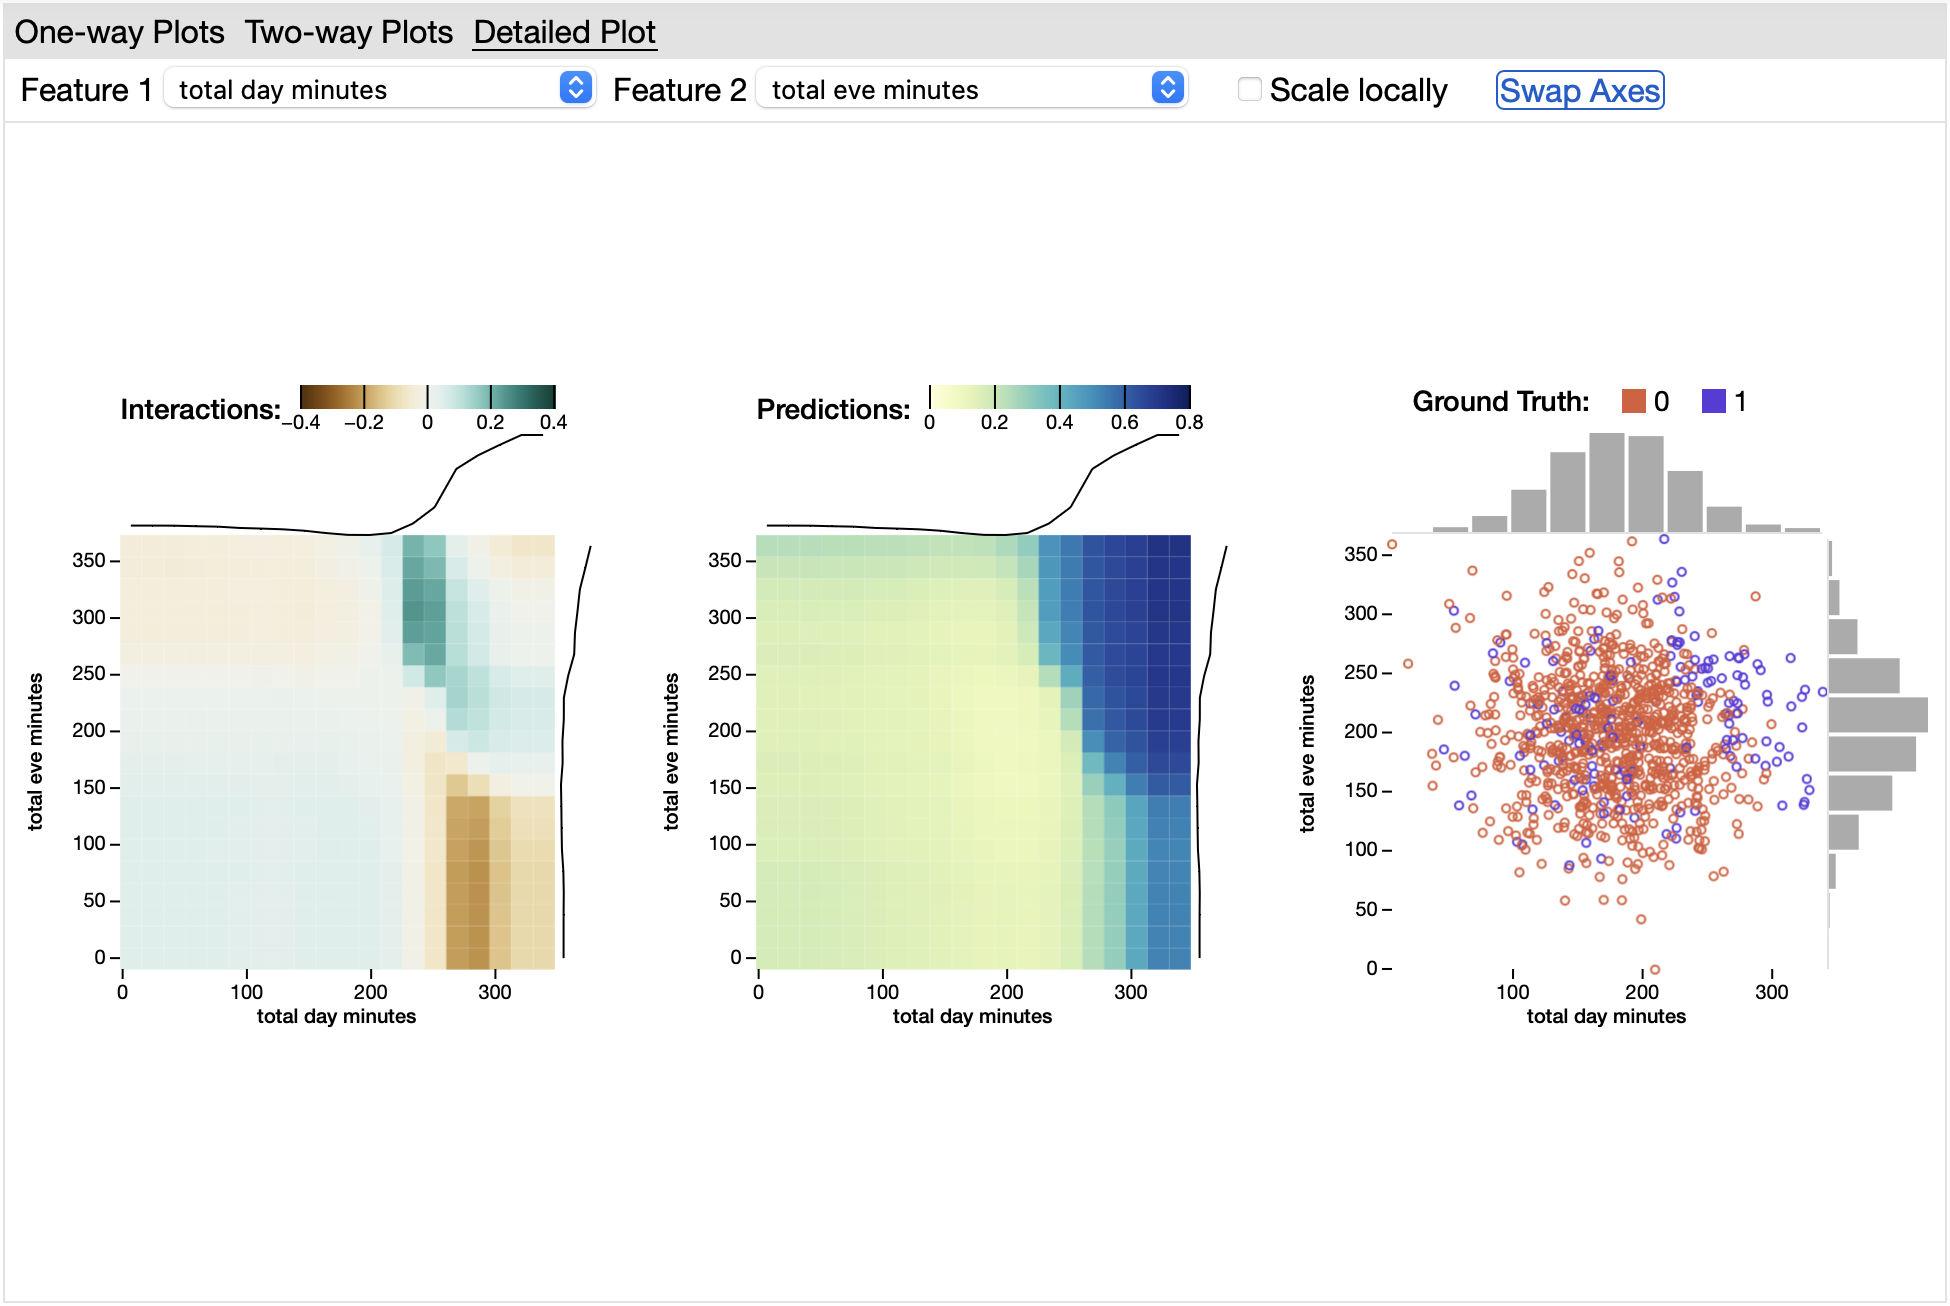 One-way Plots Two-way Plots Detailed Plot
Feature 1 total day minutes Feature 2 total eve minutes Scale locally Swap Axes
Interactions:
−0.4 −0.2 0 0.2 0.4
350
300
250
200
150
100
50
0
0 100 200 300
total day minutes
total eve minutes
Predictions:
0 0.2 0.4 0.6 0.8
350
300
250
200
150
100
50
0
0 100 200 300
total day minutes
total eve minutes
Ground Truth: 0 1
350
300
250
200
150
100
50
0
100 200 300
total day minutes
total eve minutes